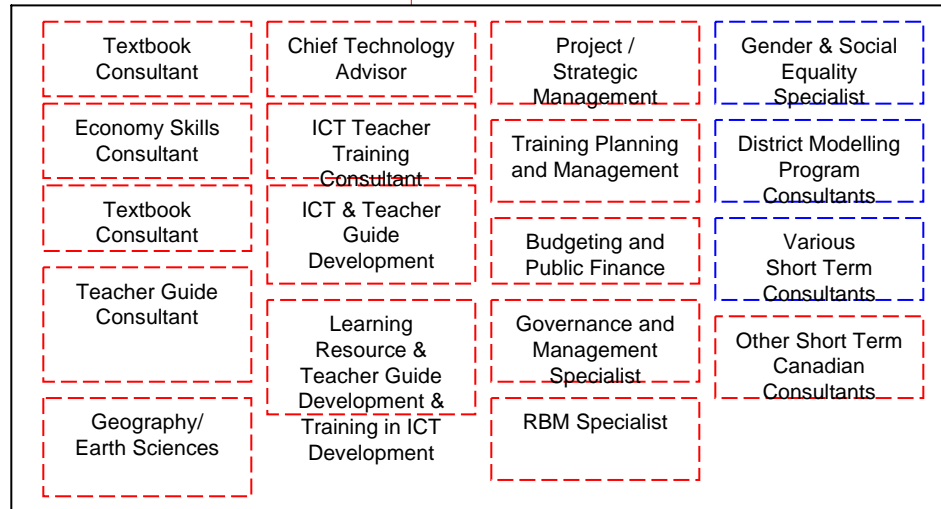 Textbook
Consultant
Economy Skills
Consultant
Textbook
Consultant
Teacher Guide
Consultant
Geography/
Earth Sciences
Chief Technology
Advisor
ICT Teacher
Training
Consultant
ICT & Teacher
Guide
Development
Learning
Resource &
Teacher Guide
Development &
Training in ICT
Development
Project /
Strategic
Management
Training Planning
and Management
Budgeting and
Public Finance
Governance and
Management
Specialist
RBM Specialist
Gender & Social
Equality
Specialist
District Modelling
Program
Consultants
Various
Short Term
Consultants
Other Short Term
Canadian
Consultants